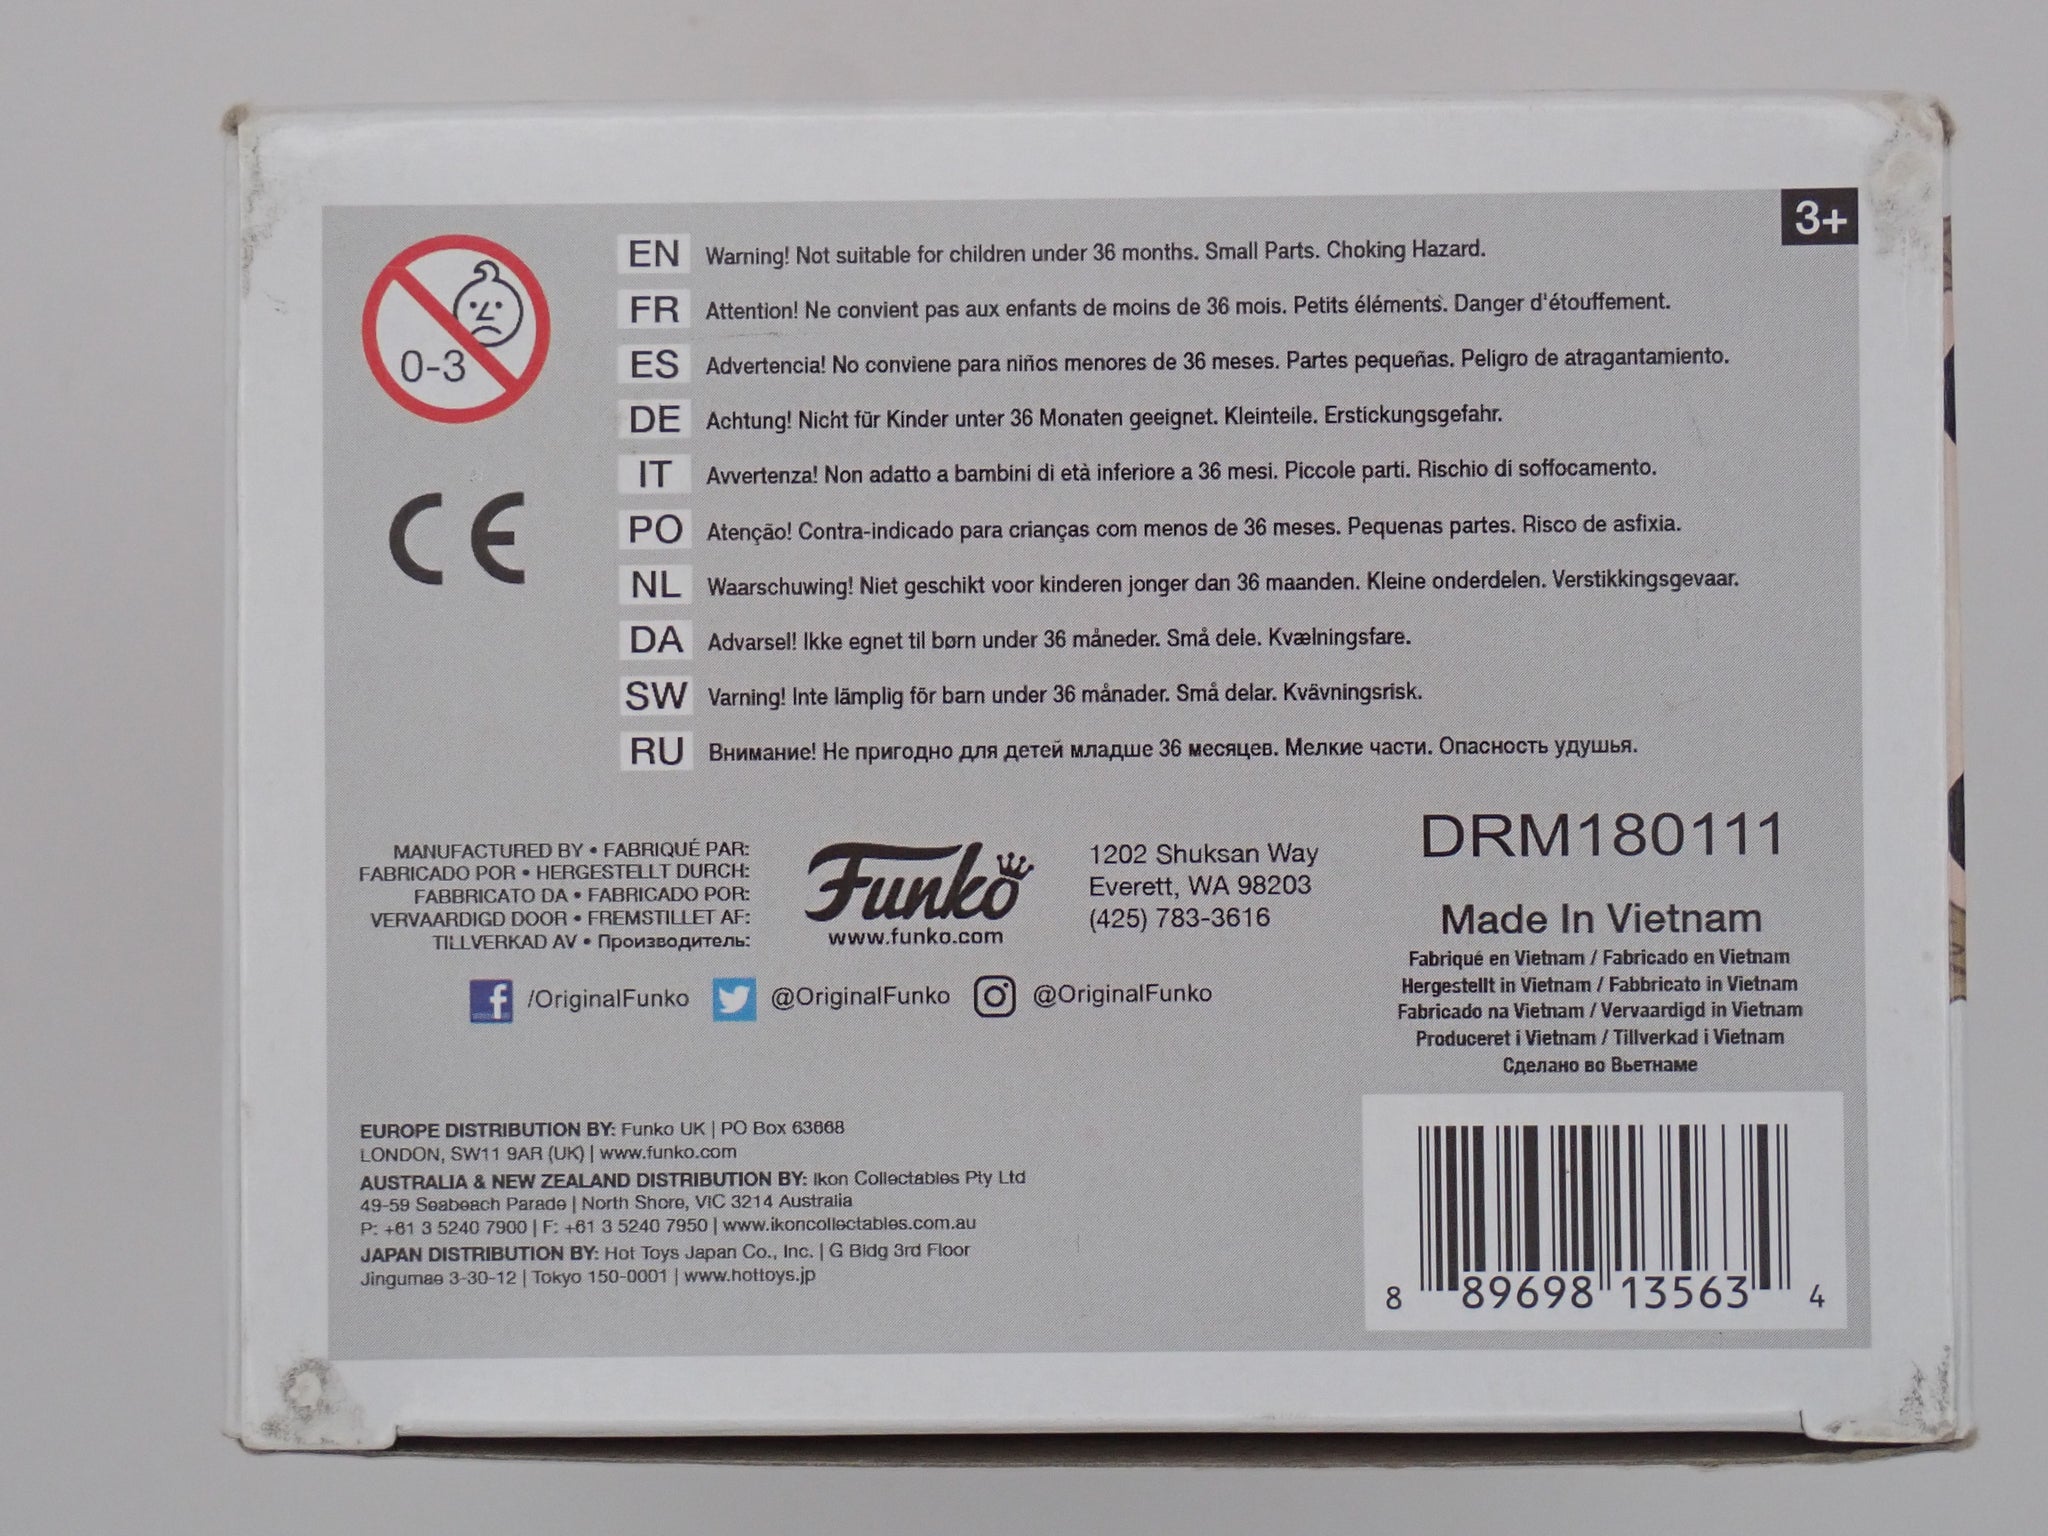 3+
0-3
CE
EN Warning! Not suitable for children under 36 months. Small Parts. Choking Hazard.
FR Attention! Ne convient pas aux enfants de moins de 36 mois. Petits éléments. Danger d'étouffement.
ES Advertencia! No conviene para niños menores de 36 meses. Partes pequeñas. Peligro de atragantamiento.
DE Achtung! Nicht für Kinder unter 36 Monaten geeignet. Kleinteile. Erstickungsgefahr.
IT Avvertenza! Non adatto a bambini di età inferiore a 36 mesi. Piccole parti. Rischio di soffocamento.
PO Atenção! Contra-indicado para crianças com menos de 36 meses. Pequenas partes. Risco de asfixia.
NL Waarschuwing! Niet geschikt voor kinderen jonger dan 36 maanden. Kleine onderdelen. Verstikkingsgevaar.
DA Advarsel! Ikke egnet til børn under 36 måneder. Små dele. Kvælningsfare.
SW Varning! Inte lämplig för barn under 36 månader. Små delar. Kvävningsrisk.
RU Внимание! Не пригодно для детей младше 36 месяцев. Мелкие части. Опасность удушья.
MANUFACTURED BY • FABRIQUÉ PAR:
FABRICADO POR • HERGESTELLT DURCH:
FABBRICATO DA • FABRICADO POR:
VERVAARDIGD DOOR • FREMSTILLET AF:
TILLVERKAD AV • Производитель:
Funko
www.funko.com
1202 Shuksan Way
Everett, WA 98203
(425) 783-3616
/OriginalFunko @OriginalFunko @OriginalFunko
DRM180111
Made In Vietnam
Fabriqué en Vietnam / Fabricado en Vietnam
Hergestellt in Vietnam / Fabbricato in Vietnam
Fabricado na Vietnam / Vervaardigd in Vietnam
Produceret i Vietnam / Tillverkad i Vietnam
Сделано во Вьетнаме
EUROPE DISTRIBUTION BY: Funko UK | PO Box 63668
LONDON, SW11 9AR (UK) | www.funko.com
AUSTRALIA & NEW ZEALAND DISTRIBUTION BY: Ikon Collectables Pty Ltd
49-59 Seabeach Parade | North Shore, VIC 3214 Australia
P: +61 3 5240 7900 | F: +61 3 5240 7950 | www.ikoncollectables.com.au
JAPAN DISTRIBUTION BY: Hot Toys Japan Co., Inc. | G Bldg 3rd Floor
Jingumae 3-30-12 | Tokyo 150-0001 | www.hottoys.jp
8 89698 13563 4